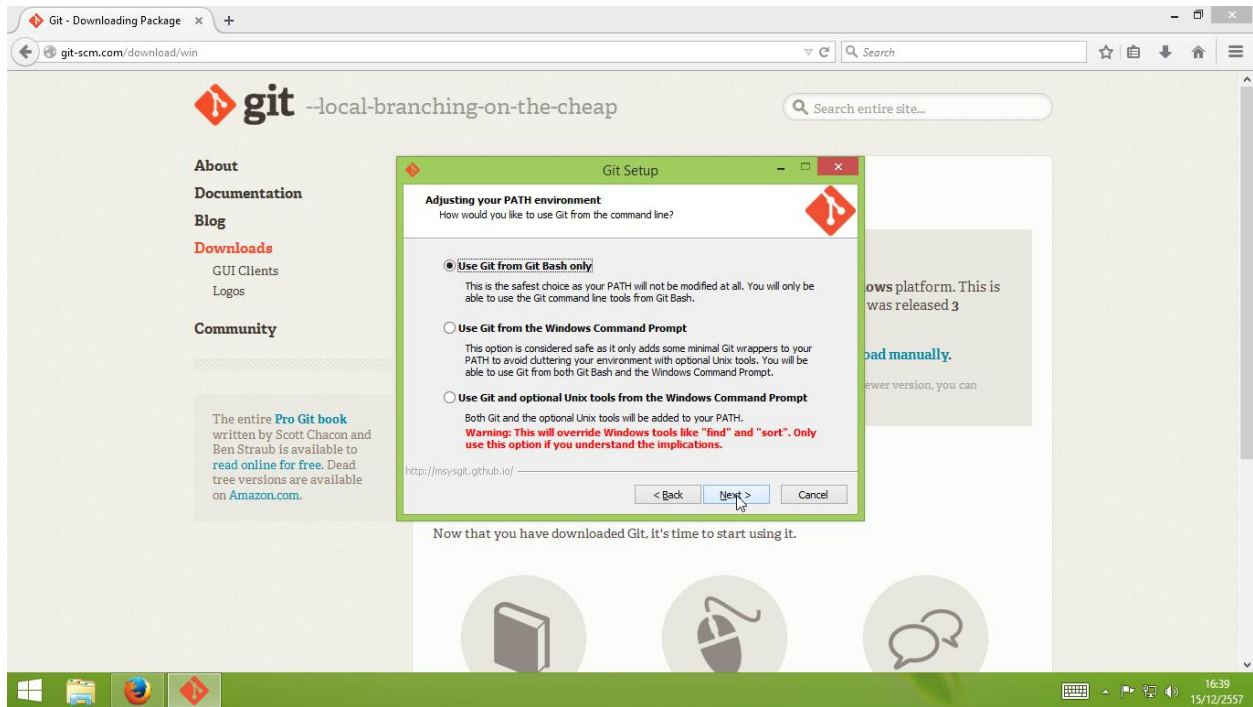 Git - Downloading Package
git-scm.com/download/win
Search
git --local-branching-on-the-cheap
Search entire site...
About
Documentation
Blog
Downloads
GUI Clients
Logos
Community
The entire Pro Git book
written by Scott Chacon and
Ben Straub is available to
read online for free. Dead
tree versions are available
on Amazon.com.
Git Setup
Adjusting your PATH environment
How would you like to use Git from the command line?
Use Git from Git Bash only
This is the safest choice as your PATH will not be modified at all. You will only be
able to use the Git command line tools from Git Bash.
Use Git from the Windows Command Prompt
This option is considered safe as it only adds some minimal Git wrappers to your
PATH to avoid cluttering your environment with optional Unix tools. You will be
able to use Git from both Git Bash and the Windows Command Prompt.
Use Git and optional Unix tools from the Windows Command Prompt
Both Git and the optional Unix tools will be added to your PATH.
Warning: This will override Windows tools like "find" and "sort". Only
use this option if you understand the implications.
http://msysgit.github.io/
< Back
Next >
Cancel
ows platform. This is
was released 3
oad manually.
ewer version, you can
Now that you have downloaded Git, it's time to start using it.
16:39
15/12/2557